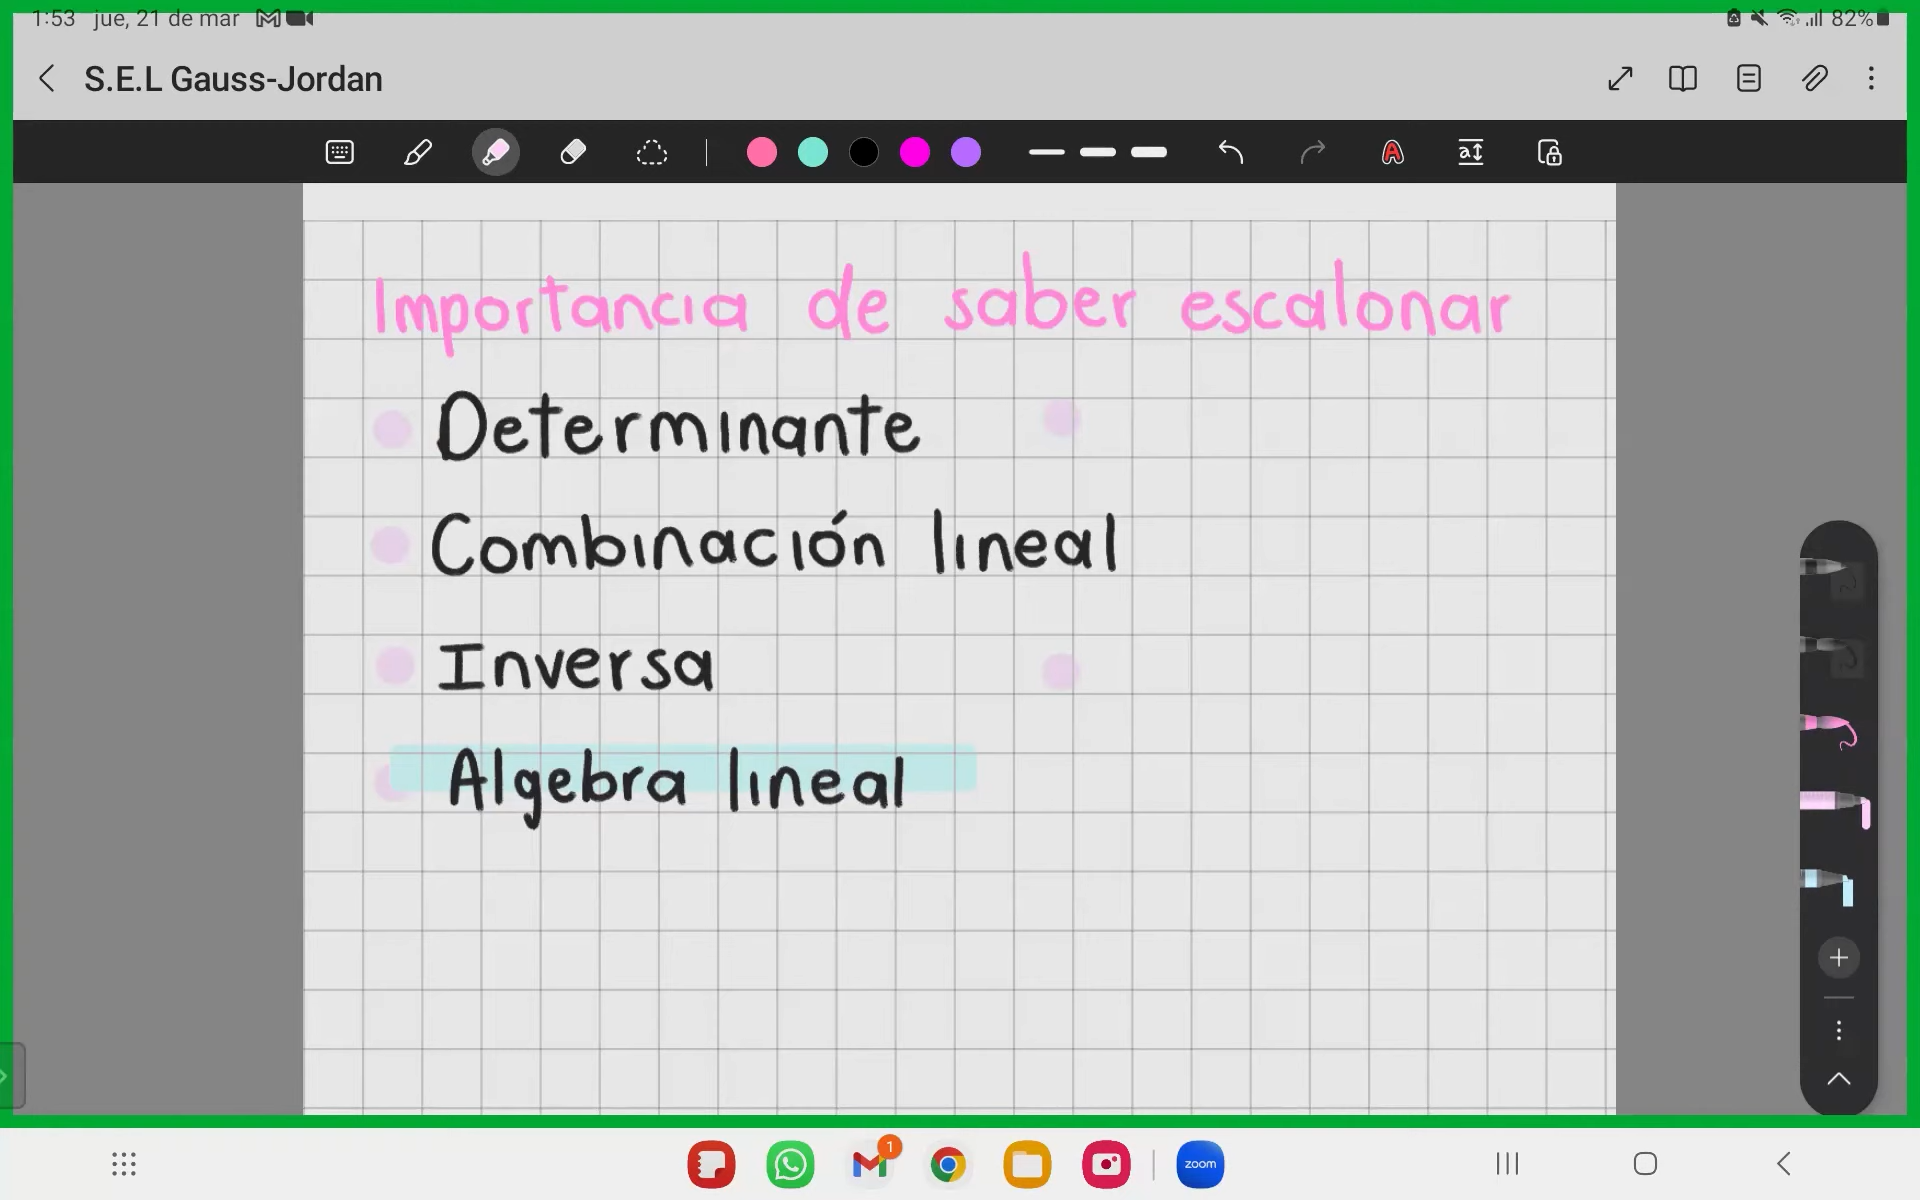 1:53 jue, 21 de mar 82%
S.E.L Gauss-Jordan
Importancia de saber escalonar
Determinante
Combinación lineal
Inversa
Algebra lineal
1
zoom